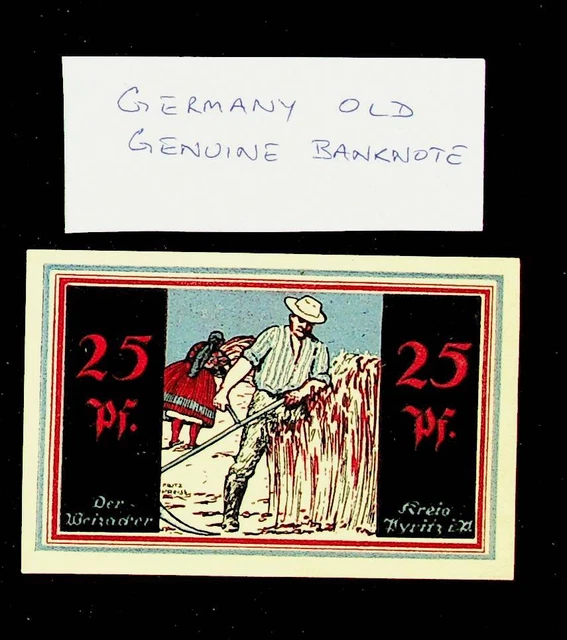 GERMANY OLD
GENUINE BANKNOTE
25
Pf.
Der
Weizacker
25
Pf.
Kreis
Pyritz i.P.